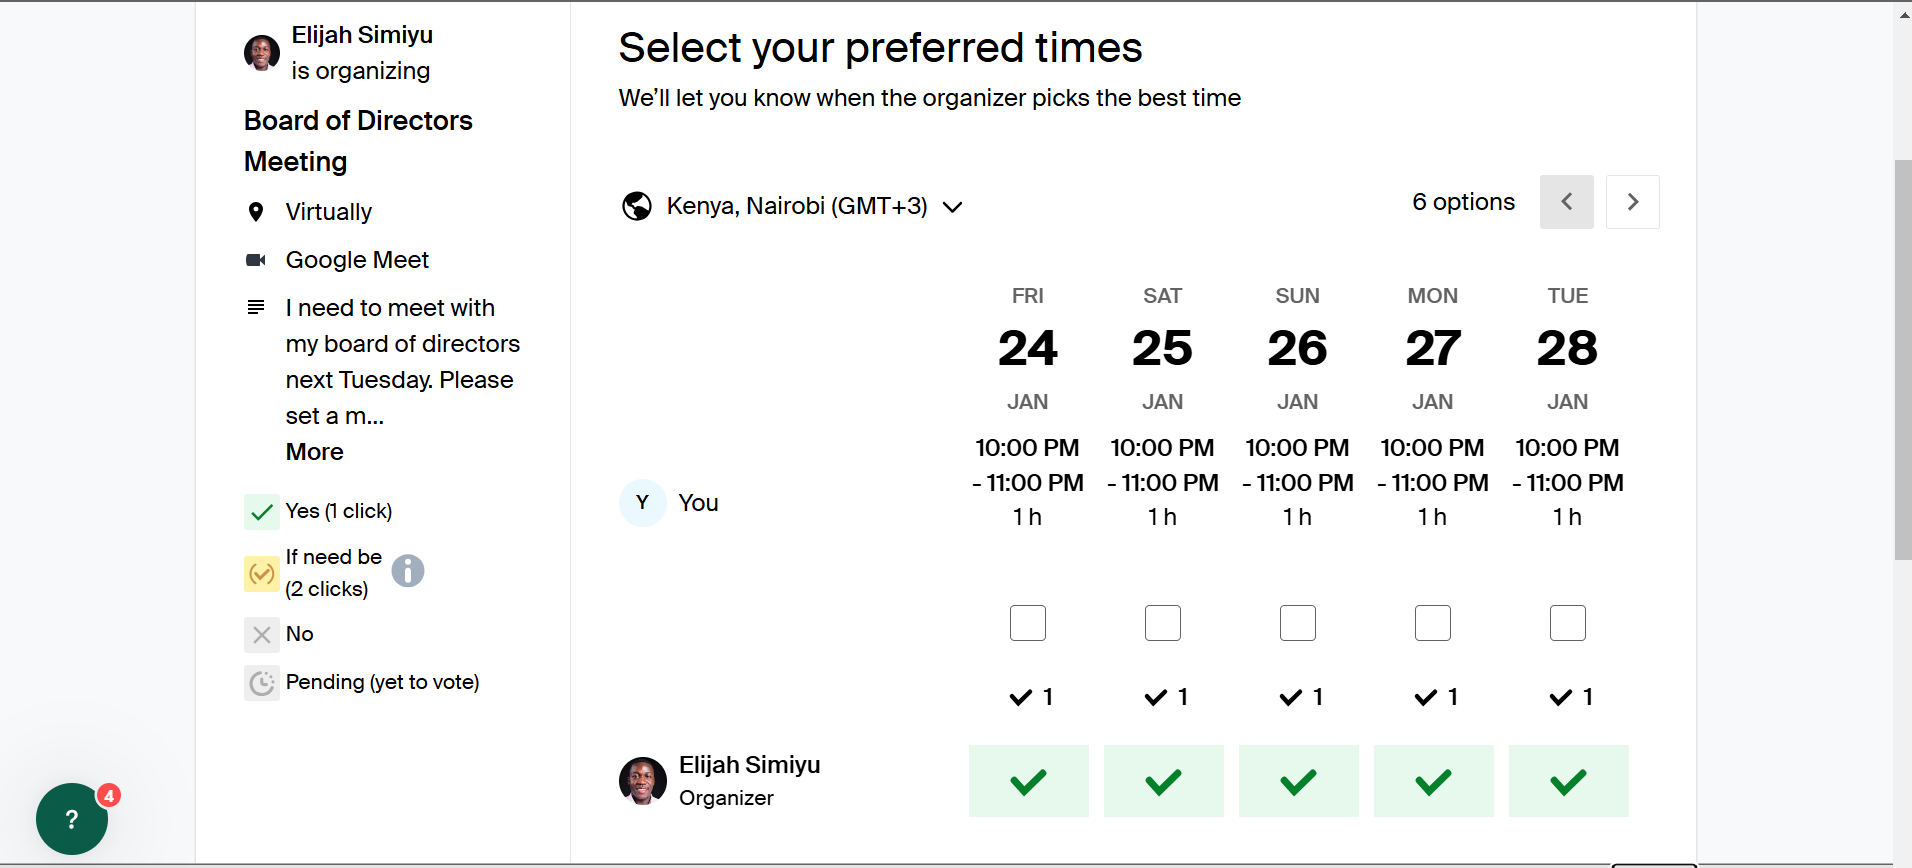 Elijah Simiyu
is organizing
Board of Directors
Meeting
Virtually
Google Meet
I need to meet with
my board of directors
next Tuesday. Please
set a m...
More
Yes (1 click)
If need be
(2 clicks)
No
Pending (yet to vote)
?
4
Select your preferred times
We’ll let you know when the organizer picks the best time
Kenya, Nairobi (GMT+3)
6 options
FRI SAT SUN MON TUE
24 25 26 27 28
JAN JAN JAN JAN JAN
10:00 PM 10:00 PM 10:00 PM 10:00 PM 10:00 PM
- 11:00 PM - 11:00 PM - 11:00 PM - 11:00 PM - 11:00 PM
Y You
1 h 1 h 1 h 1 h 1 h
1 1 1 1 1
Elijah Simiyu
Organizer